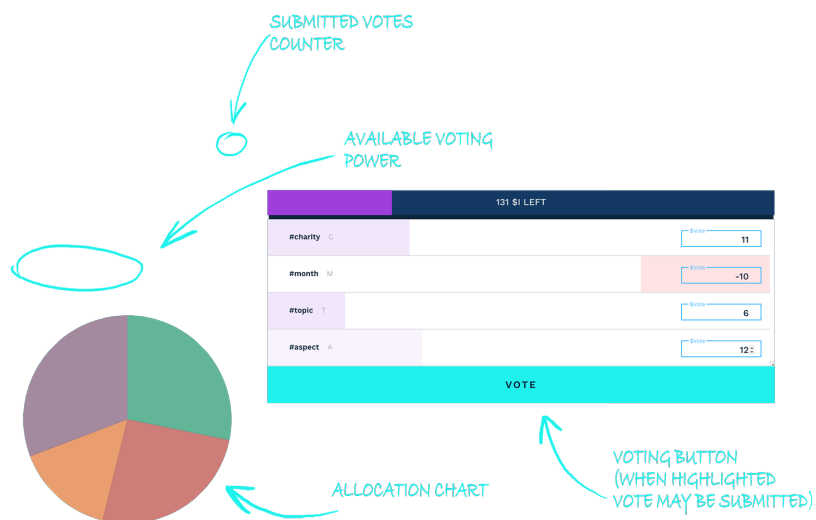 SUBMITTED VOTES
COUNTER
AVAILABLE VOTING
POWER
131 $I LEFT
#charity C $Vote 11
#month M $Vote -10
#topic T $Vote 6
#aspect A $Vote 12
VOTE
ALLOCATION CHART
VOTING BUTTON
(WHEN HIGHLIGHTED
VOTE MAY BE SUBMITTED)